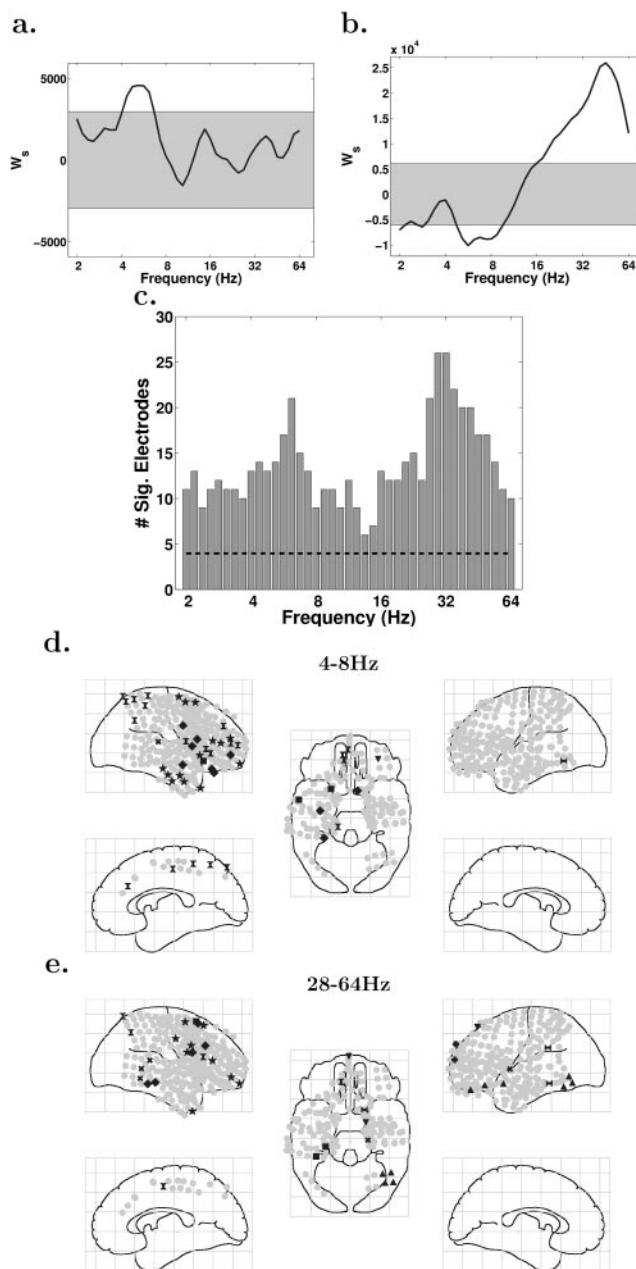 a.
5000
0
−5000
W_s
2 4 8 16 32 64
Frequency (Hz)
b.
x 10^4
2.5
2
1.5
1
0.5
0
−0.5
−1
W_s
2 4 8 16 32 64
Frequency (Hz)
c.
30
25
20
15
10
5
0
# Sig. Electrodes
2 4 8 16 32 64
Frequency (Hz)
d.
4-8Hz
e.
28-64Hz